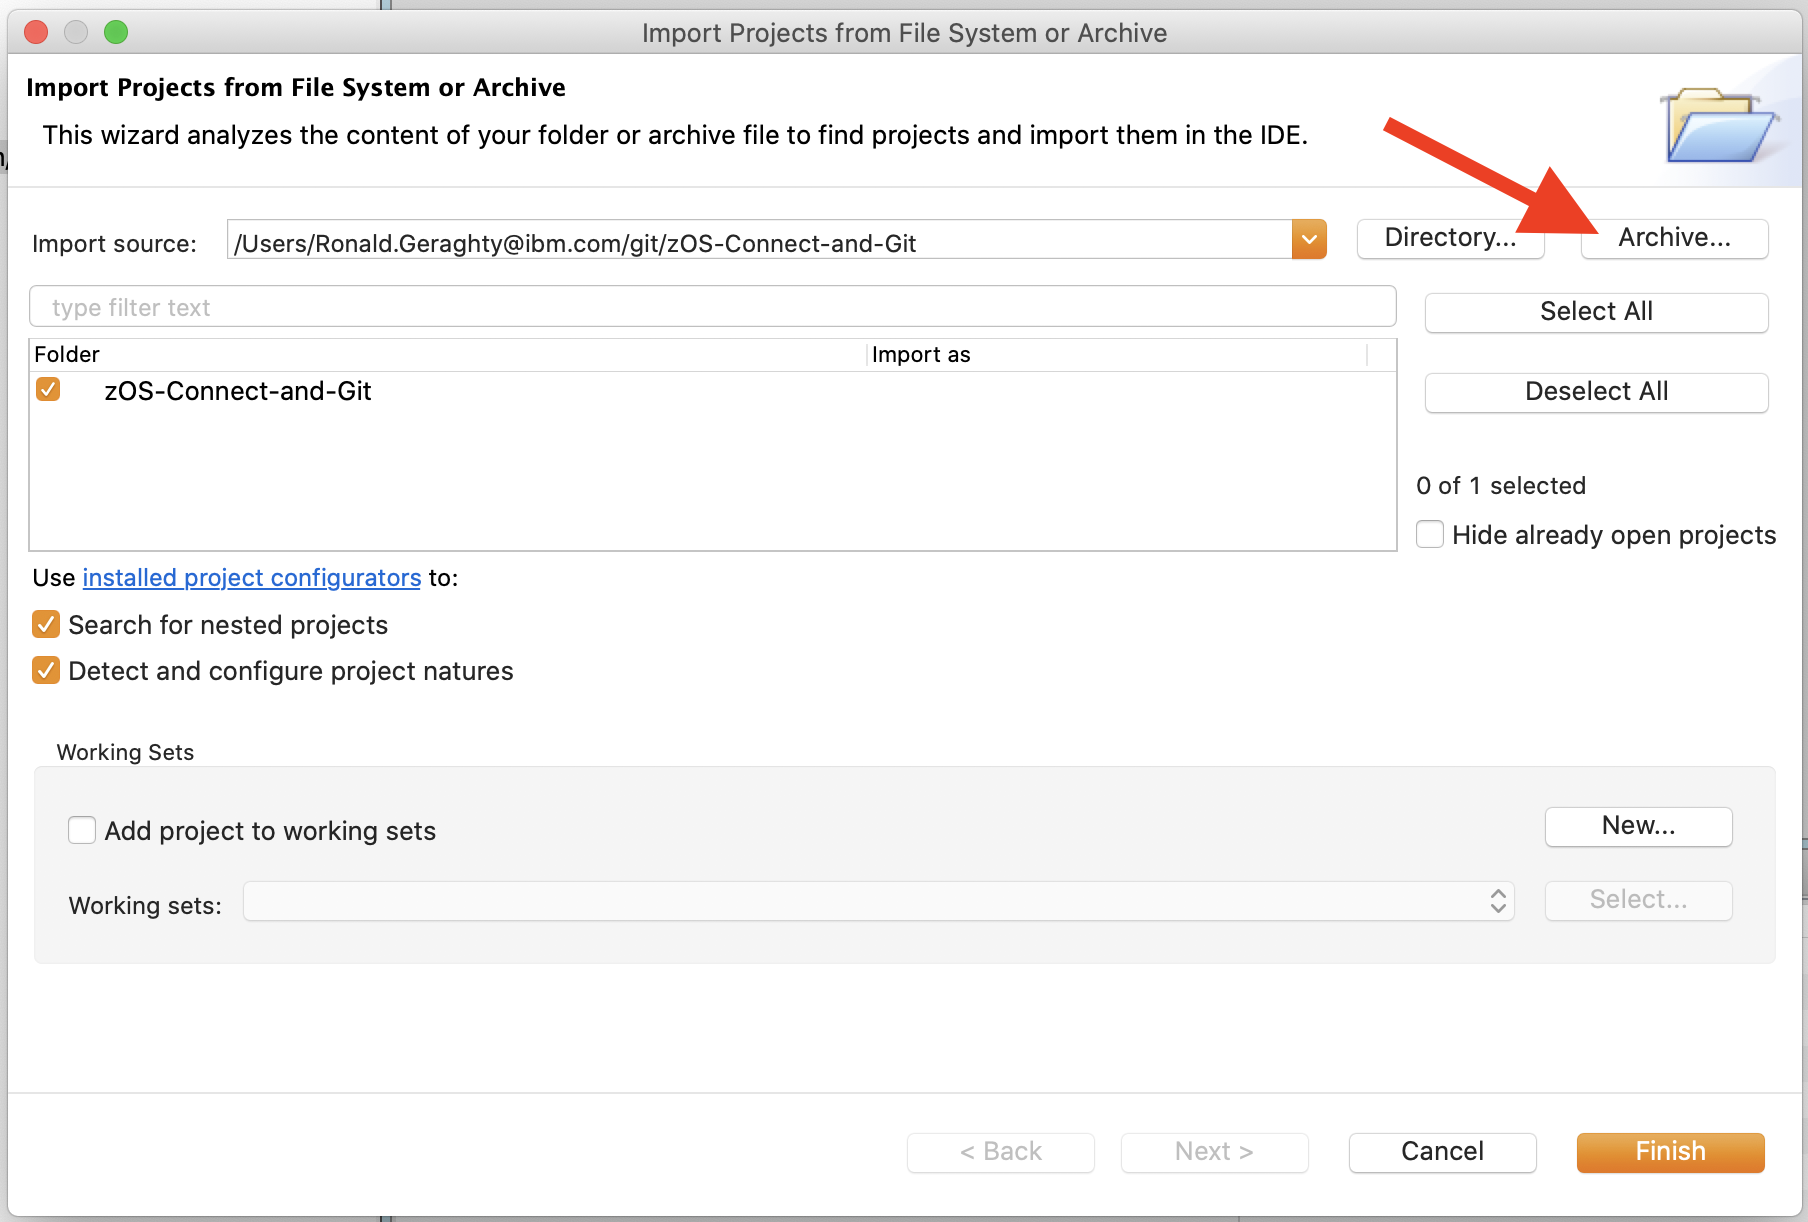 Import Projects from File System or Archive
Import Projects from File System or Archive
This wizard analyzes the content of your folder or archive file to find projects and import them in the IDE.
Import source: /Users/Ronald.Geraghty@ibm.com/git/zOS-Connect-and-Git Directory... Archive...
type filter text
Select All
Folder Import as
zOS-Connect-and-Git
Deselect All
0 of 1 selected
Hide already open projects
Use installed project configurators to:
Search for nested projects
Detect and configure project natures
Working Sets
Add project to working sets New...
Working sets: Select...
< Back Next > Cancel Finish